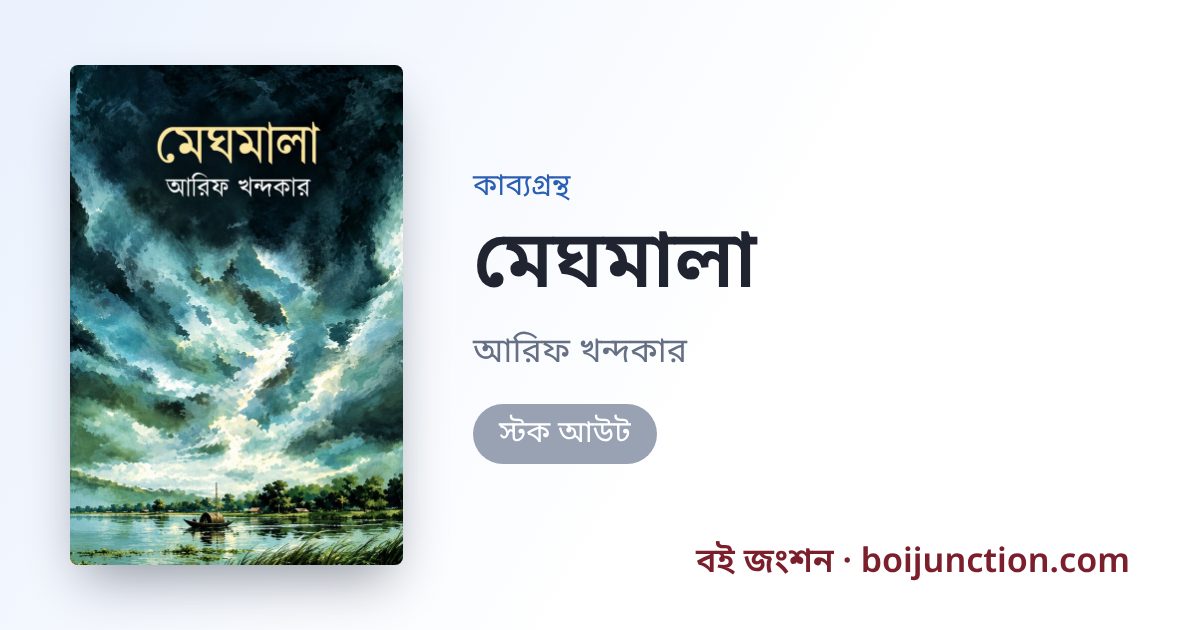 মেঘমালা
আরিফ খন্দকার
কাব্যগ্রন্থ
মেঘমালা
আরিফ খন্দকার
স্টক আউট
বই জংশন · boijunction.com